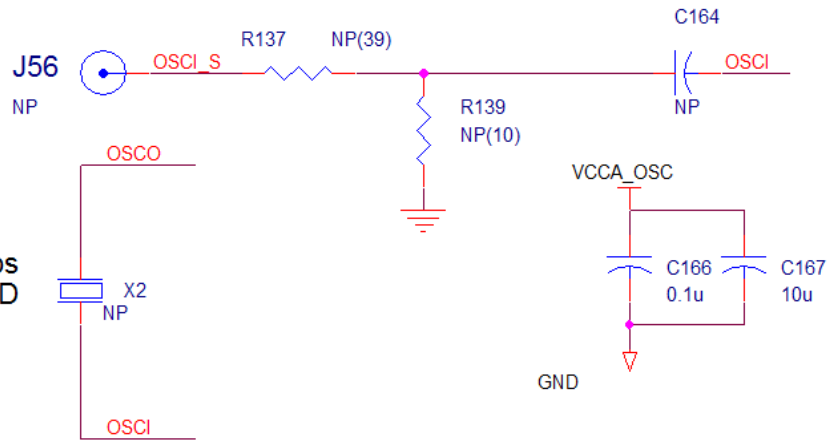 C164
R137 NP(39)
J56
OSCI_S
OSCI
NP
R139
NP(10)
NP
OSCO
VCCA_OSC
X2
NP
C166
0.1u
C167
10u
GND
OSCI